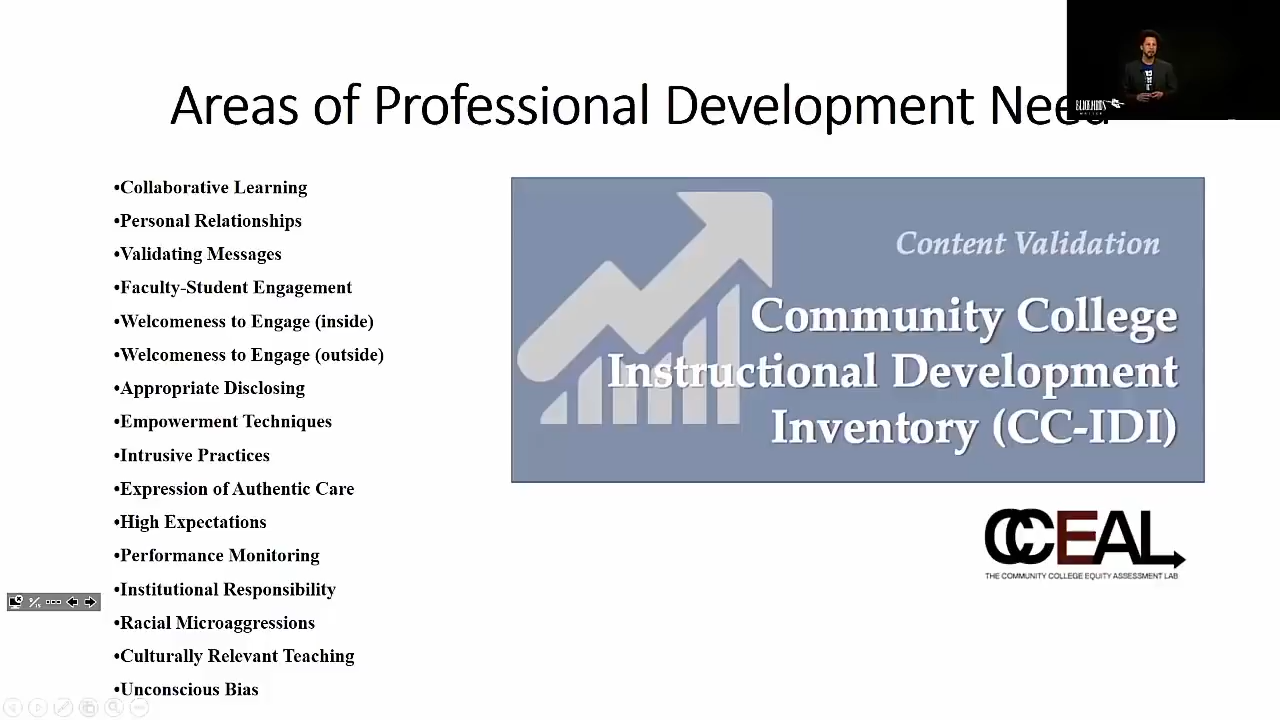 Areas of Professional Development Need
•Collaborative Learning
•Personal Relationships
•Validating Messages
•Faculty-Student Engagement
•Welcomeness to Engage (inside)
•Welcomeness to Engage (outside)
•Appropriate Disclosing
•Empowerment Techniques
•Intrusive Practices
•Expression of Authentic Care
•High Expectations
•Performance Monitoring
•Institutional Responsibility
•Racial Microaggressions
•Culturally Relevant Teaching
•Unconscious Bias
Content Validation
Community College
Instructional Development
Inventory (CC-IDI)
CCEAL
THE COMMUNITY COLLEGE EQUITY ASSESSMENT LAB